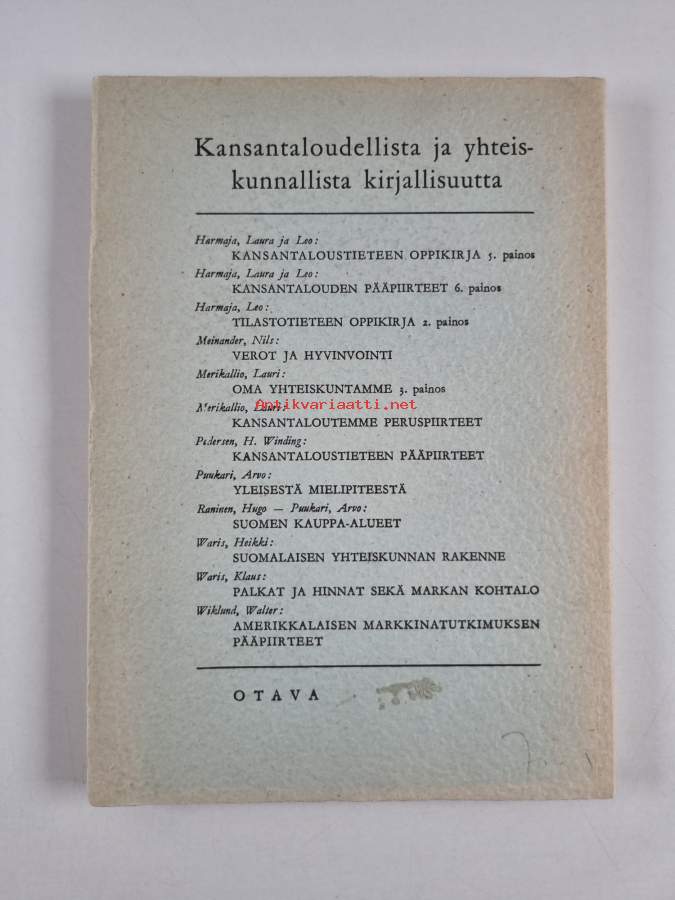 Kansantaloudellista ja yhteis-
kunnallista kirjallisuutta
Harmaja, Laura ja Leo:
KANSANTALOUSTIETEEN OPPIKIRJA 5. painos
Harmaja, Laura ja Leo:
KANSANTALOUDEN PÄÄPIIRTEET 6. painos
Harmaja, Leo:
TILASTOTIETEEN OPPIKIRJA 2. painos
Meinander, Nils:
VEROT JA HYVINVOINTI
Merikallio, Lauri:
OMA YHTEISKUNTAMME 3. painos
Antikvariaatti.net
Merikallio, Lauri:
KANSANTALOUTEMME PERUSPIIRTEET
Pedersen, H. Winding:
KANSANTALOUSTIETEEN PÄÄPIIRTEET
Puukari, Arvo:
YLEISESTÄ MIELIPITEESTÄ
Raninen, Hugo — Puukari, Arvo:
SUOMEN KAUPPA-ALUEET
Waris, Heikki:
SUOMALAISEN YHTEISKUNNAN RAKENNE
Waris, Klaus:
PALKAT JA HINNAT SEKÄ MARKAN KOHTALO
Wiklund, Walter:
AMERIKKALAISEN MARKKINATUTKIMUKSEN
PÄÄPIIRTEET
OTAVA